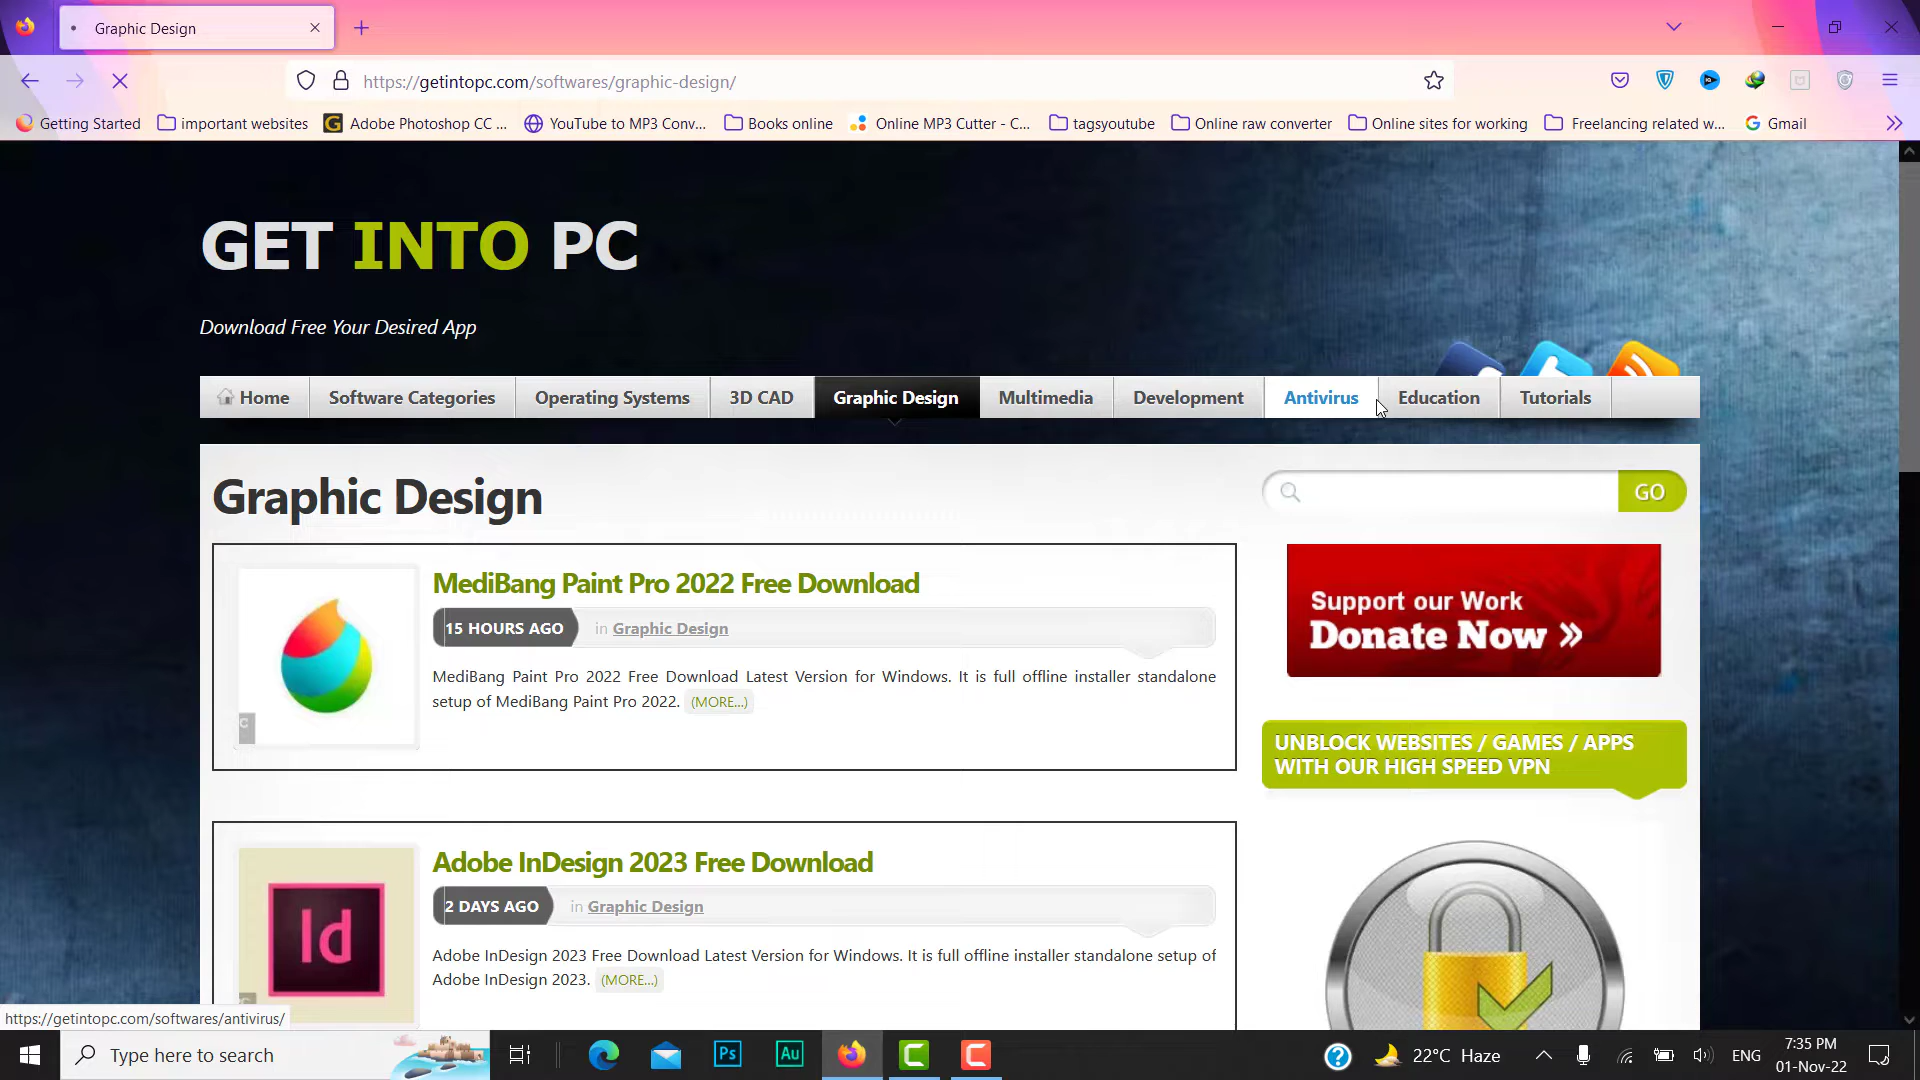 Graphic Design
https://getintopc.com/softwares/graphic-design/
Getting Started
important websites
Adobe Photoshop CC ...
YouTube to MP3 Conv...
Books online
Online MP3 Cutter - C...
tagsyoutube
Online raw converter
Online sites for working
Freelancing related w...
Gmail
GET INTO PC
Download Free Your Desired App
Home
Software Categories
Operating Systems
3D CAD
Graphic Design
Multimedia
Development
Antivirus
Education
Tutorials
Graphic Design
GO
MediBang Paint Pro 2022 Free Download
15 HOURS AGO in Graphic Design
MediBang Paint Pro 2022 Free Download Latest Version for Windows. It is full offline installer standalone
setup of MediBang Paint Pro 2022. (MORE...)
Support our Work
Donate Now »
UNBLOCK WEBSITES / GAMES / APPS
WITH OUR HIGH SPEED VPN
Adobe InDesign 2023 Free Download
Id
2 DAYS AGO in Graphic Design
Adobe InDesign 2023 Free Download Latest Version for Windows. It is full offline installer standalone setup of
Adobe InDesign 2023. (MORE...)
https://getintopc.com/softwares/antivirus/
Type here to search
Ps
Au
22°C Haze
ENG
7:35 PM
01-Nov-22